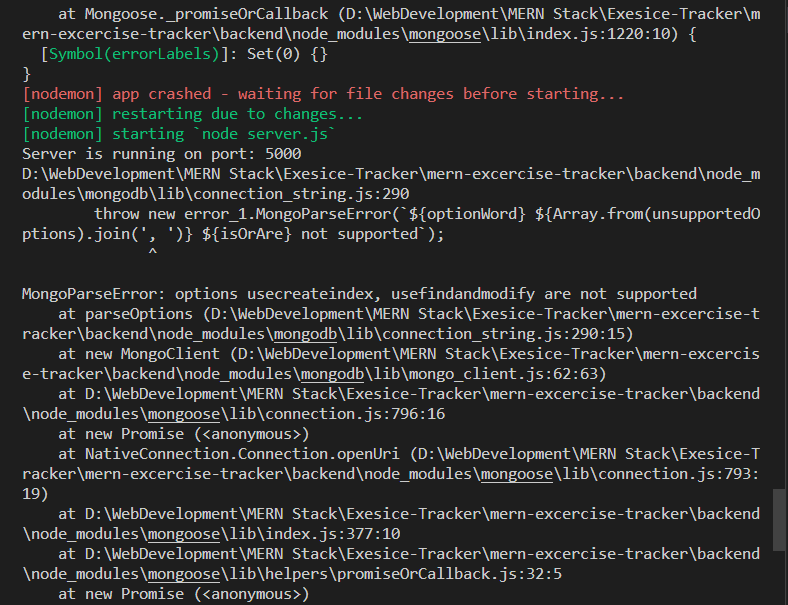 at Mongoose._promiseOrCallback (D:\WebDevelopment\MERN Stack\Exesice-Tracker\m
ern-excercise-tracker\backend\node_modules\mongoose\lib\index.js:1220:10) {
  [Symbol(errorLabels)]: Set(0) {}
}
[nodemon] app crashed - waiting for file changes before starting...
[nodemon] restarting due to changes...
[nodemon] starting `node server.js`
Server is running on port: 5000
D:\WebDevelopment\MERN Stack\Exesice-Tracker\mern-excercise-tracker\backend\node_m
odules\mongodb\lib\connection_string.js:290
        throw new error_1.MongoParseError(`${optionWord} ${Array.from(unsupportedO
ptions).join(', ')} ${isOrAre} not supported`);
              ^
MongoParseError: options usecreateindex, usefindandmodify are not supported
    at parseOptions (D:\WebDevelopment\MERN Stack\Exesice-Tracker\mern-excercise-t
racker\backend\node_modules\mongodb\lib\connection_string.js:290:15)
    at new MongoClient (D:\WebDevelopment\MERN Stack\Exesice-Tracker\mern-excercis
e-tracker\backend\node_modules\mongodb\lib\mongo_client.js:62:63)
    at D:\WebDevelopment\MERN Stack\Exesice-Tracker\mern-excercise-tracker\backend
\node_modules\mongoose\lib\connection.js:796:16
    at new Promise (<anonymous>)
    at NativeConnection.Connection.openUri (D:\WebDevelopment\MERN Stack\Exesice-T
racker\mern-excercise-tracker\backend\node_modules\mongoose\lib\connection.js:793:
19)
    at D:\WebDevelopment\MERN Stack\Exesice-Tracker\mern-excercise-tracker\backend
\node_modules\mongoose\lib\index.js:377:10
    at D:\WebDevelopment\MERN Stack\Exesice-Tracker\mern-excercise-tracker\backend
\node_modules\mongoose\lib\helpers\promiseOrCallback.js:32:5
    at new Promise (<anonymous>)